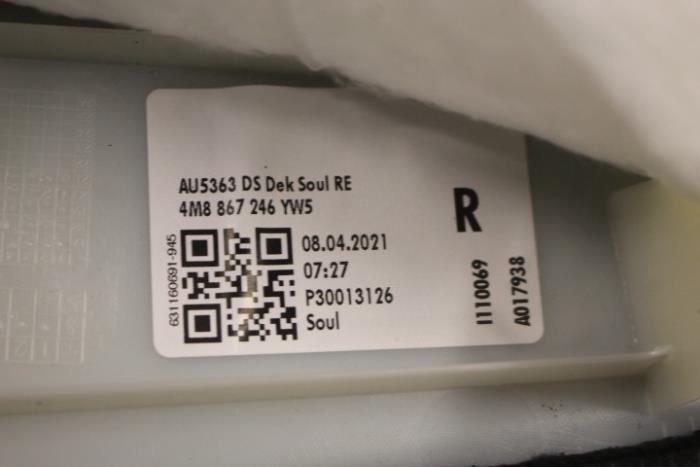 AU5363 DS Dek Soul RE
4M8 867 246 YW5
R
631160691-945
08.04.2021
07:27
P30013126
Soul
I110069
A017938